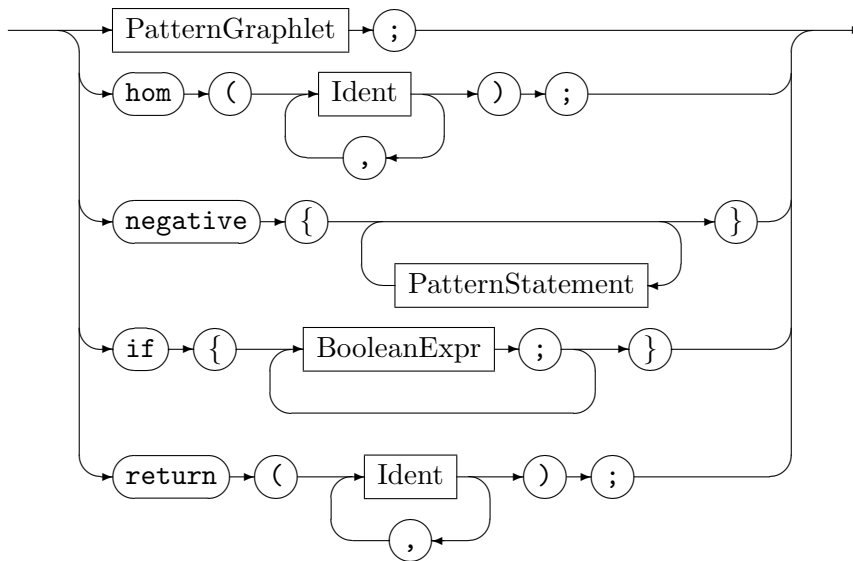 PatternGraphlet ;
hom ( Ident ) ;
,
negative { }
PatternStatement
if { BooleanExpr ; }
return ( Ident ) ;
,